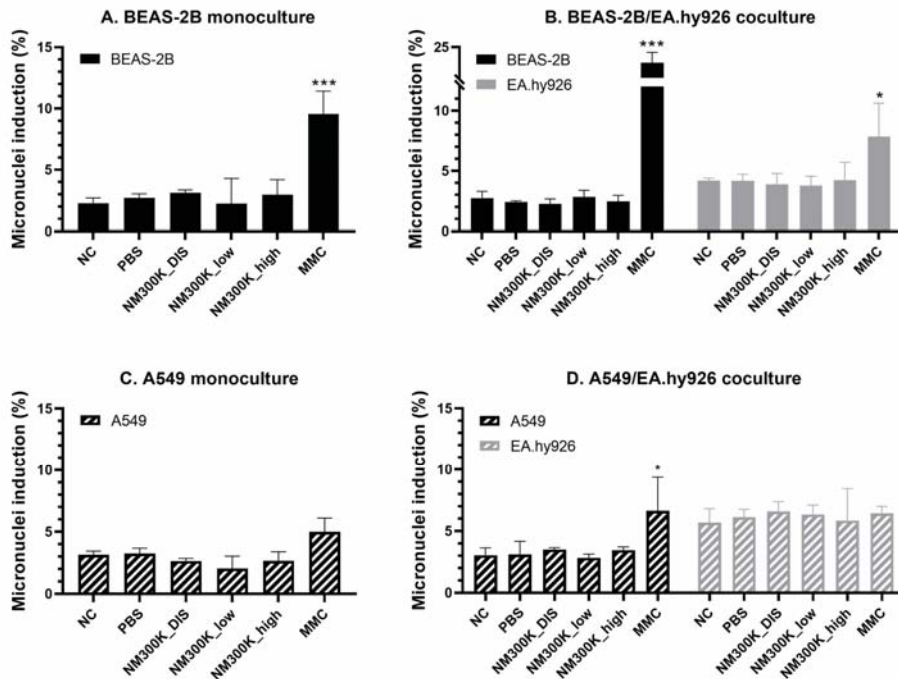 A. BEAS-2B monoculture
Micronuclei induction (%)
15
10
5
0
BEAS-2B
***
NC
PBS
NM300K_DIS
NM300K_low
NM300K_high
MMC
B. BEAS-2B/EA.hy926 coculture
Micronuclei induction (%)
25
10
5
0
BEAS-2B
EA.hy926
***
*
NC
PBS
NM300K_DIS
NM300K_low
NM300K_high
MMC
NC
PBS
NM300K_DIS
NM300K_low
NM300K_high
MMC
C. A549 monoculture
Micronuclei induction (%)
15
10
5
0
A549
NC
PBS
NM300K_DIS
NM300K_low
NM300K_high
MMC
D. A549/EA.hy926 coculture
Micronuclei induction (%)
15
10
5
0
A549
EA.hy926
*
NC
PBS
NM300K_DIS
NM300K_low
NM300K_high
MMC
NC
PBS
NM300K_DIS
NM300K_low
NM300K_high
MMC